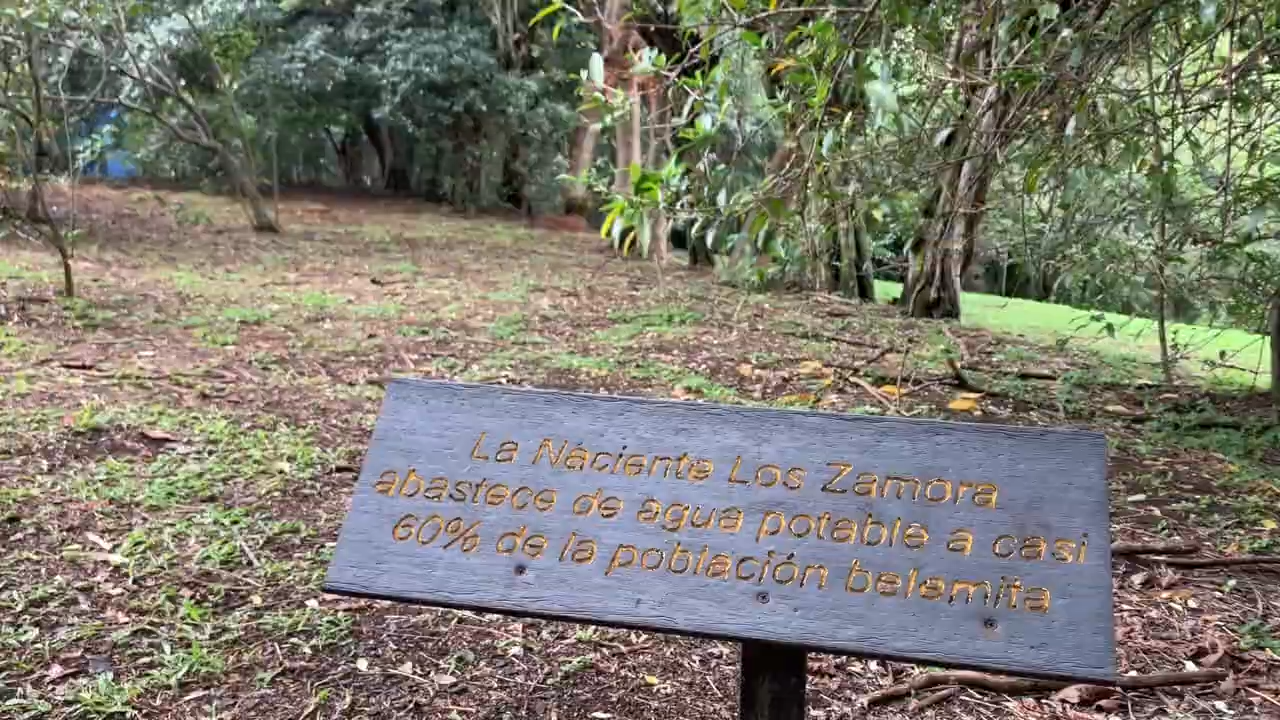 La Naciente Los Zamora
abastece de agua potable a casi
60% de la población belemita